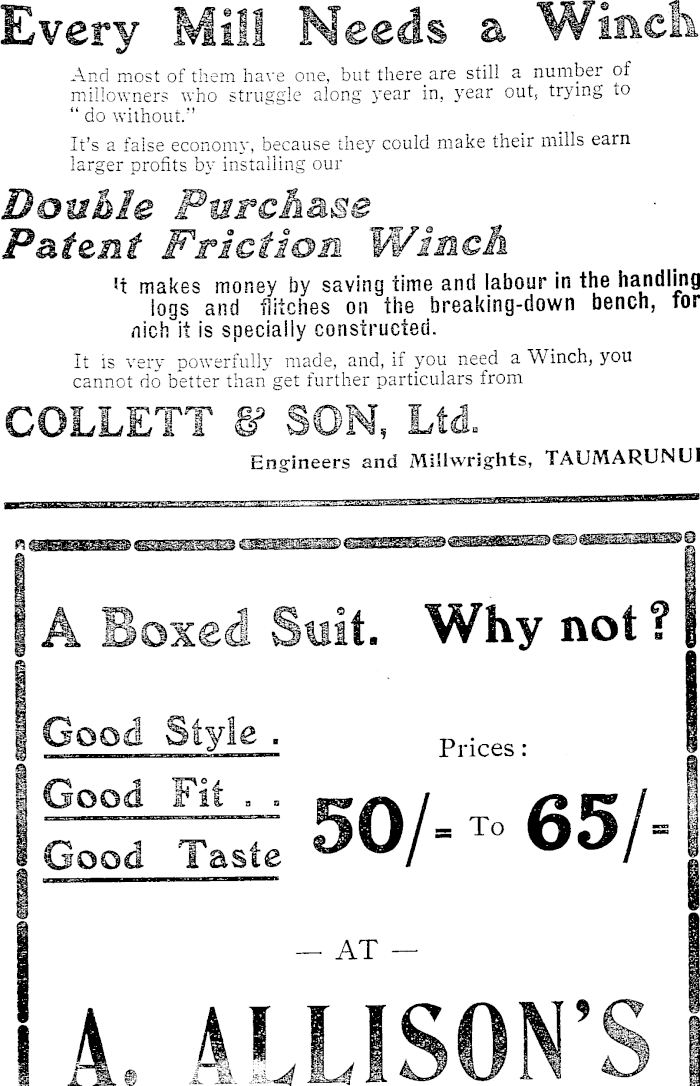 Every Mill Needs a Winch
And most of them have one, but there are still a number of
millowners who struggle along year in, year out, trying to
“do without.”
It's a false economy, because they could make their mills earn
larger profits by installing our
Double Purchase
Patent Friction Winch
It makes money by saving time and labour in the handling
logs and flitches on the breaking-down bench, for
hich it is specially constructed.
It is very powerfully made, and, if you need a Winch, you
cannot do better than get further particulars from
COLLETT & SON, Ltd.
Engineers and Millwrights, TAUMARUNUI
A Boxed Suit. Why not?
Good Style .
Good Fit . .
Good Taste
Prices:
50/= To 65/=
— AT —
A. ALLISON'S